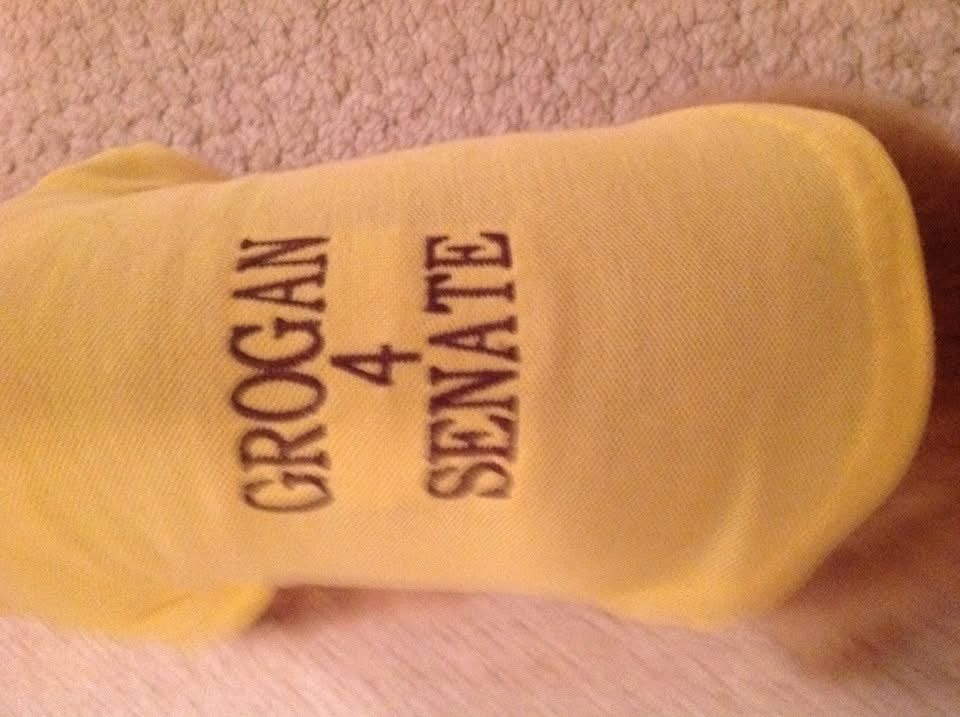 GROGAN
4
SENATE